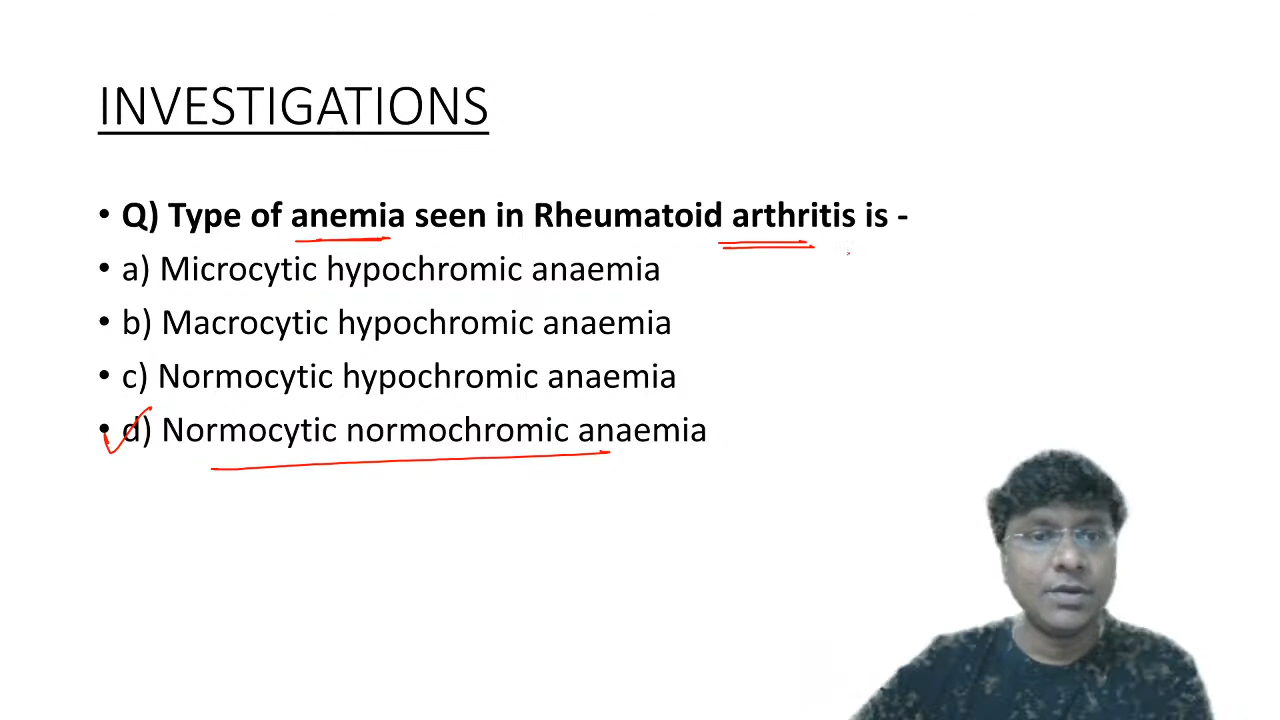 INVESTIGATIONS
• Q) Type of anemia seen in Rheumatoid arthritis is -
• a) Microcytic hypochromic anaemia
• b) Macrocytic hypochromic anaemia
• c) Normocytic hypochromic anaemia
• d) Normocytic normochromic anaemia